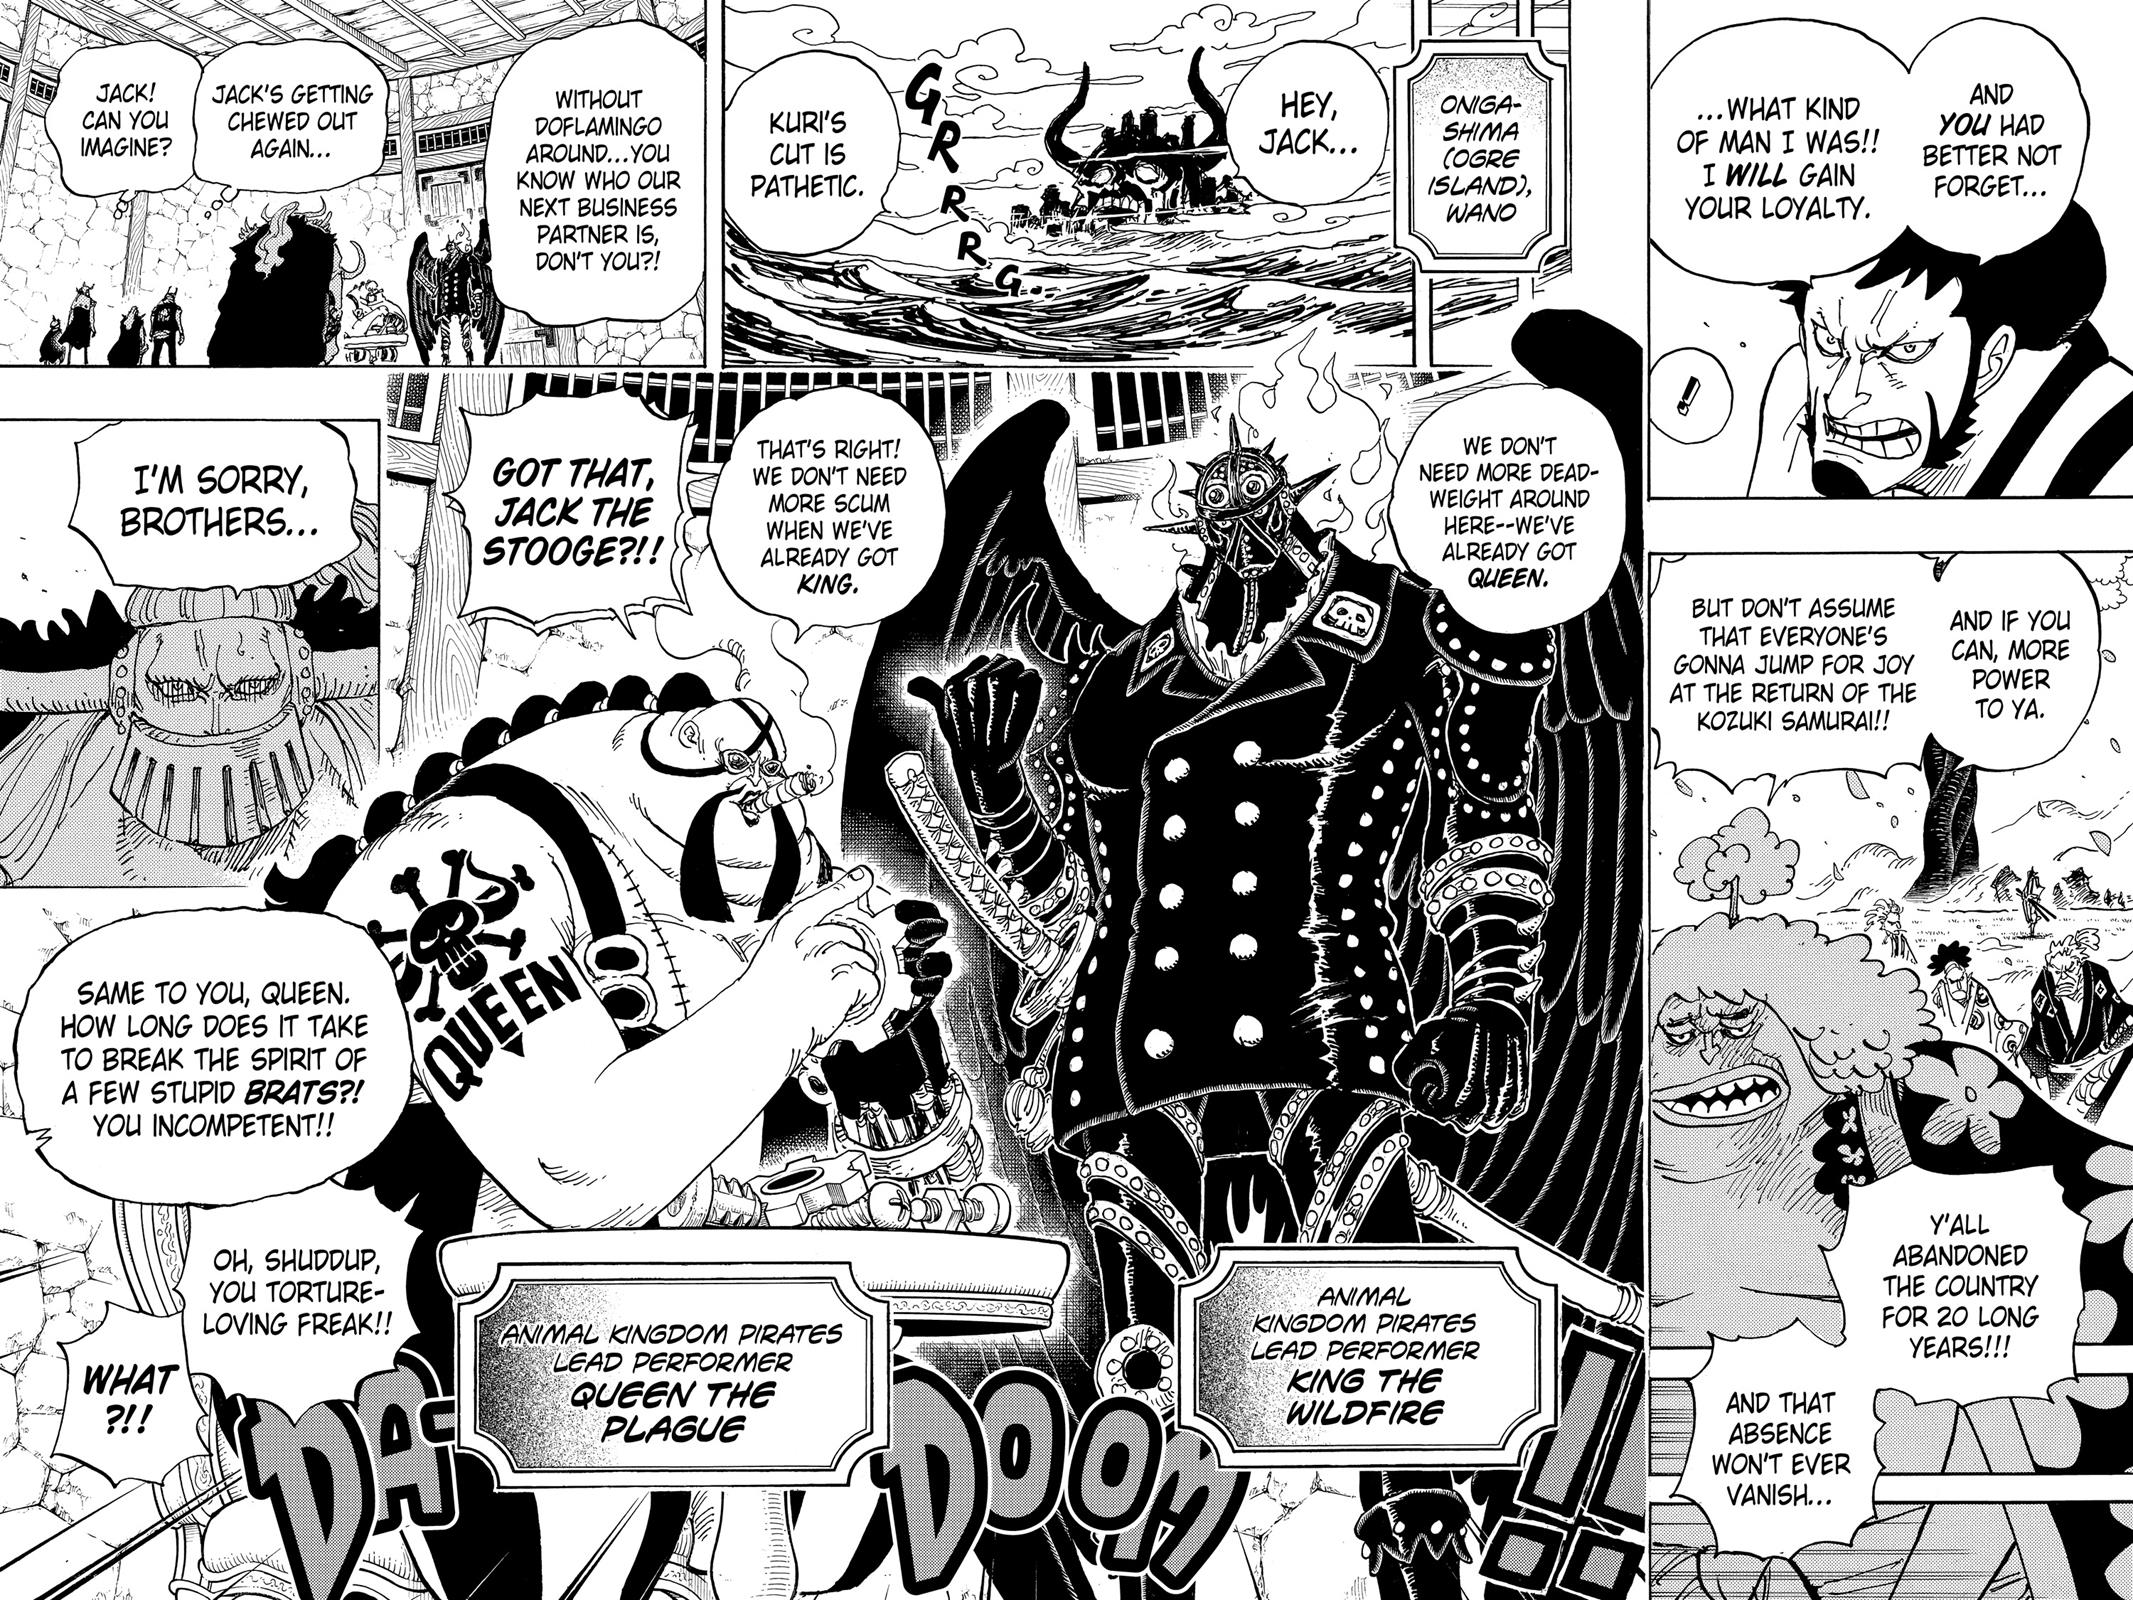 AND
YOU HAD
BETTER NOT
FORGET...
...WHAT KIND
OF MAN I WAS!!
I WILL GAIN
YOUR LOYALTY.
!
AND IF YOU
CAN, MORE
POWER
TO YA.
BUT DON'T ASSUME
THAT EVERYONE'S
GONNA JUMP FOR JOY
AT THE RETURN OF THE
KOZUKI SAMURAI!!
Y'ALL
ABANDONED
THE COUNTRY
FOR 20 LONG
YEARS!!!
AND THAT
ABSENCE
WON'T EVER
VANISH...
ONIGA-
SHIMA
(OGRE
ISLAND),
WANO
HEY,
JACK...
GRRRRG...
KURI'S
CUT IS
PATHETIC.
WITHOUT
DOFLAMINGO
AROUND...YOU
KNOW WHO OUR
NEXT BUSINESS
PARTNER IS,
DON'T YOU?!
JACK'S GETTING
CHEWED OUT
AGAIN...
JACK!
CAN YOU
IMAGINE?
WE DON'T
NEED MORE DEAD-
WEIGHT AROUND
HERE--WE'VE
ALREADY GOT
QUEEN.
THAT'S RIGHT!
WE DON'T NEED
MORE SCUM
WHEN WE'VE
ALREADY GOT
KING.
GOT THAT,
JACK THE
STOOGE?!!
I'M SORRY,
BROTHERS...
QUEEN
SAME TO YOU, QUEEN.
HOW LONG DOES IT TAKE
TO BREAK THE SPIRIT OF
A FEW STUPID BRATS?!
YOU INCOMPETENT!!
OH, SHUDDUP,
YOU TORTURE-
LOVING FREAK!!
WHAT
?!!
ANIMAL
KINGDOM PIRATES
LEAD PERFORMER
KING THE
WILDFIRE
ANIMAL KINGDOM PIRATES
LEAD PERFORMER
QUEEN THE
PLAGUE
DADOOM!!